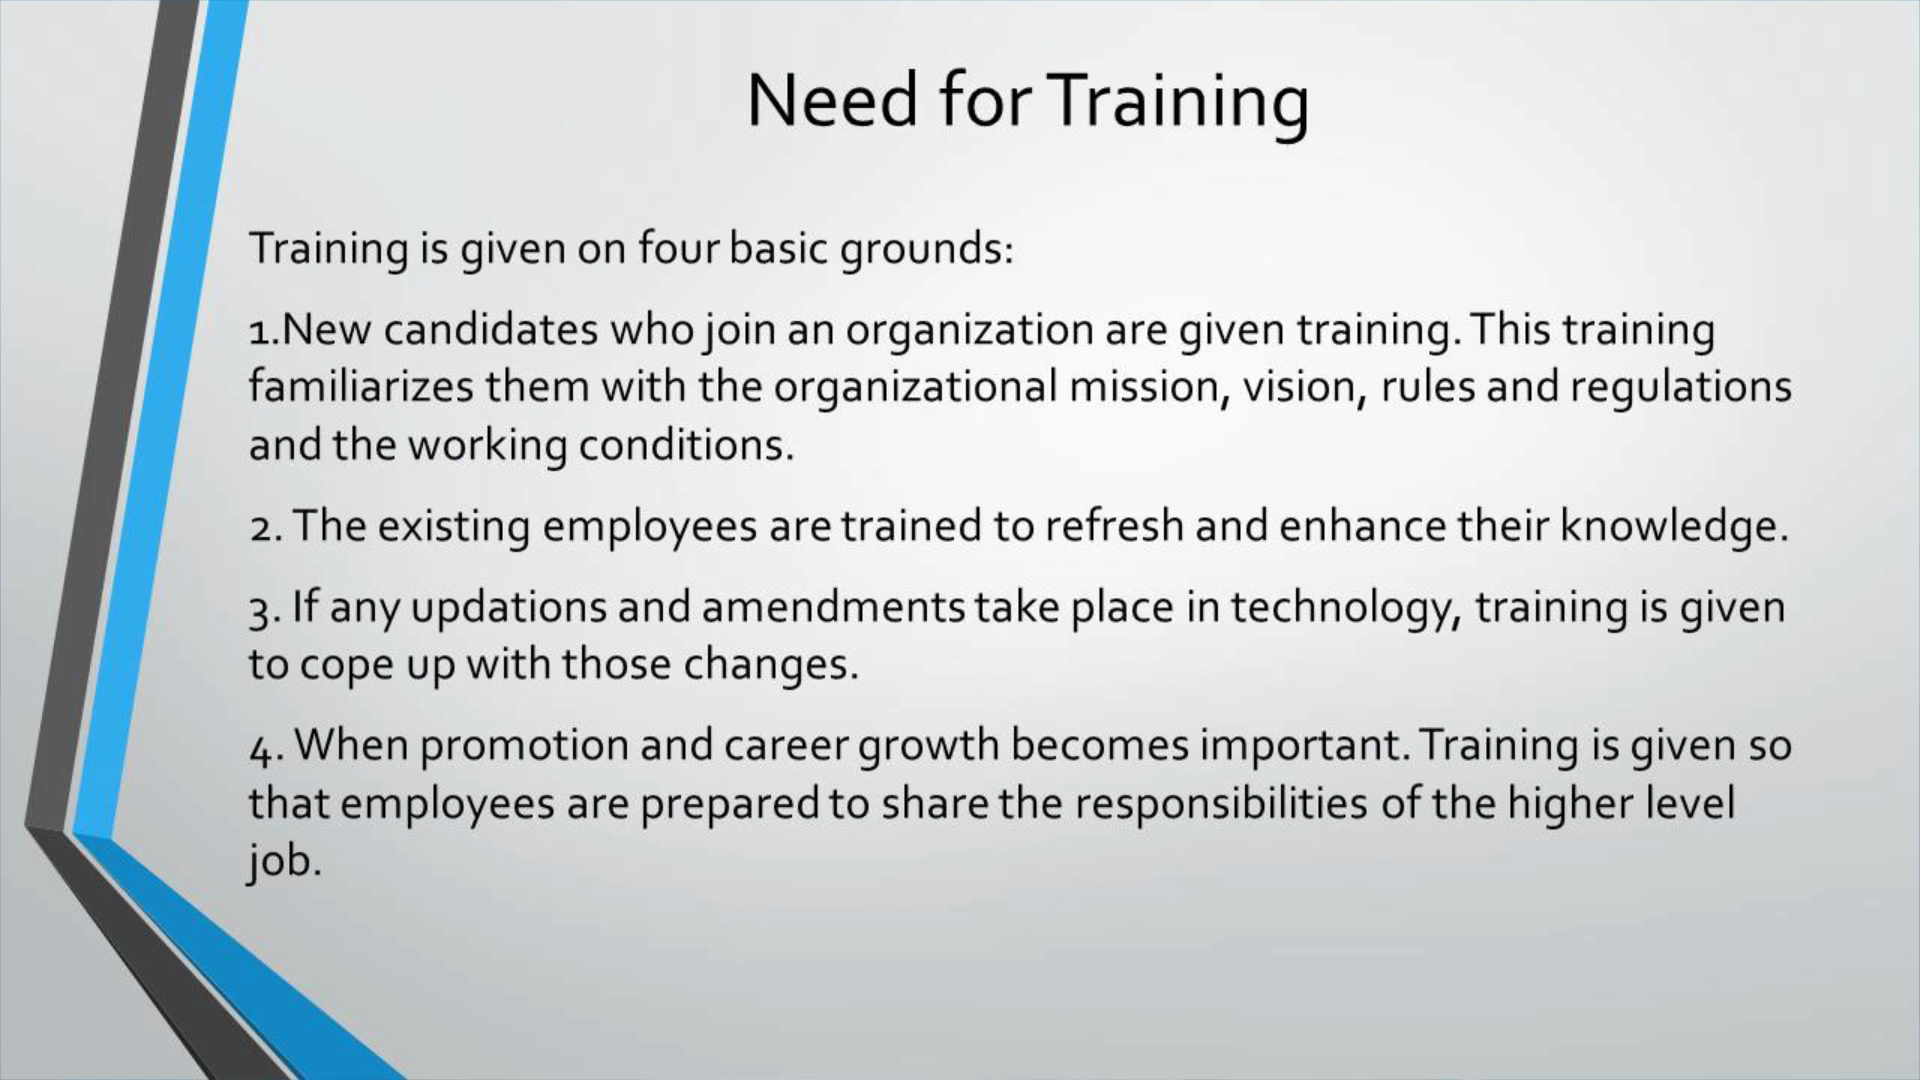 Need for Training
Training is given on four basic grounds:
1.New candidates who join an organization are given training. This training
familiarizes them with the organizational mission, vision, rules and regulations
and the working conditions.
2. The existing employees are trained to refresh and enhance their knowledge.
3. If any updations and amendments take place in technology, training is given
to cope up with those changes.
4. When promotion and career growth becomes important. Training is given so
that employees are prepared to share the responsibilities of the higher level
job.